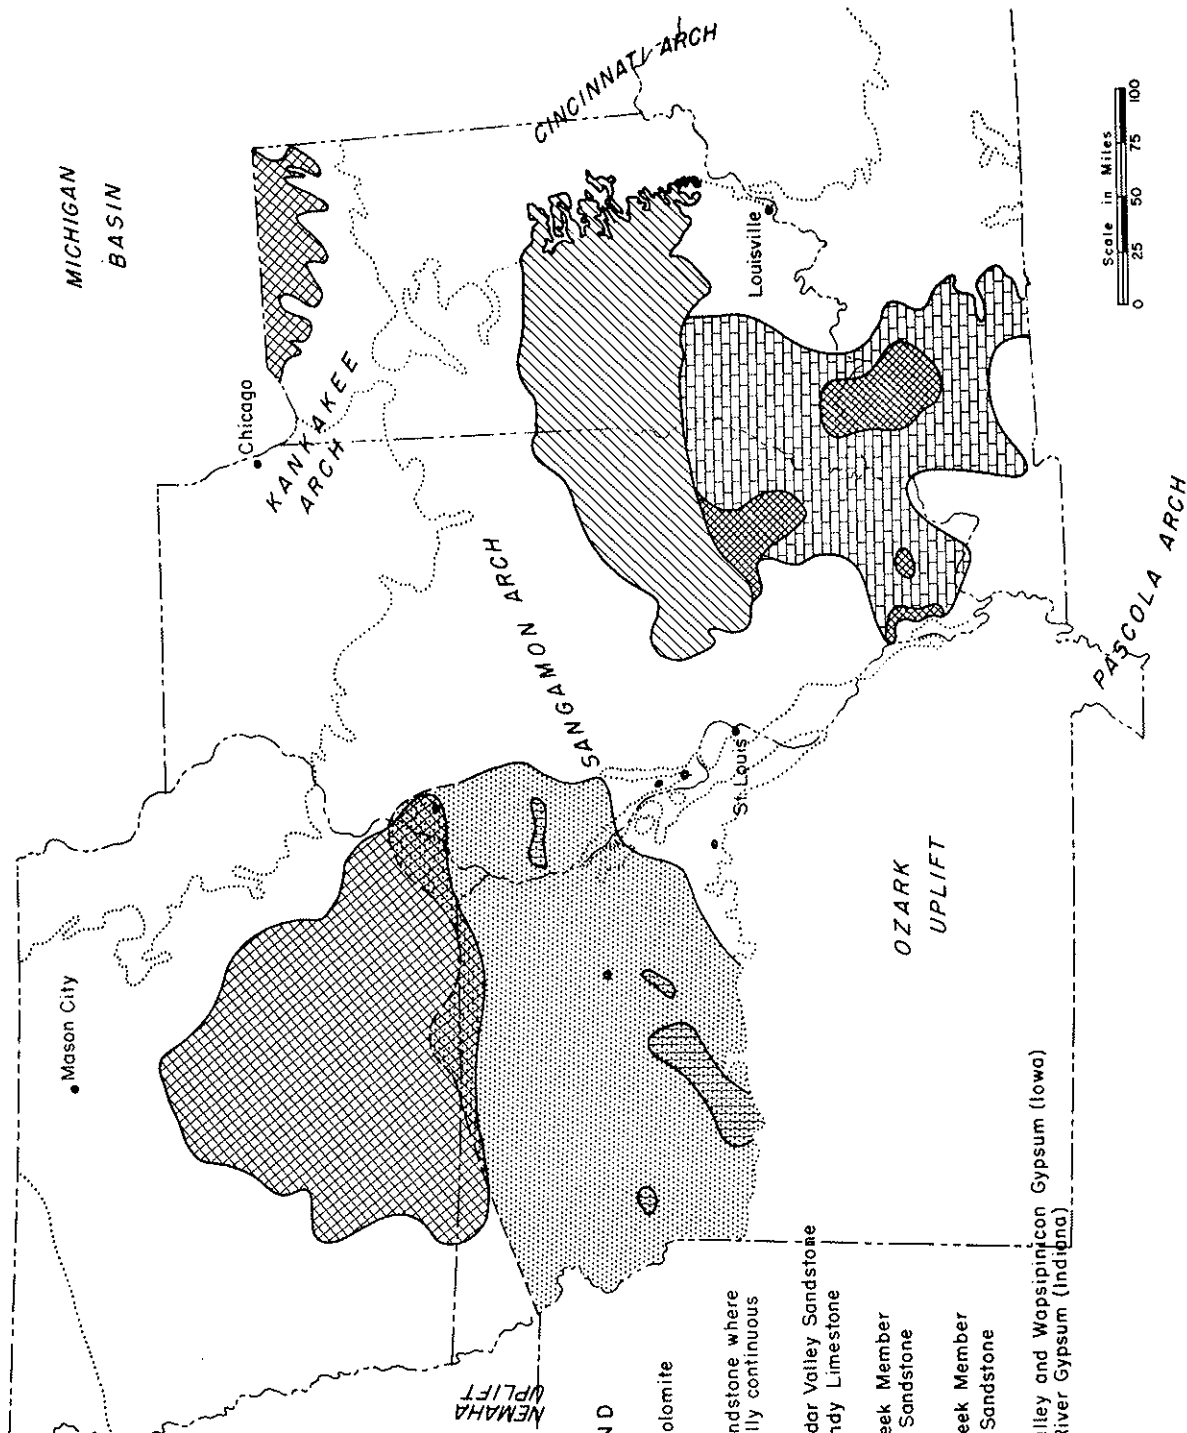 MICHIGAN
BASIN
CINCINNATI ARCH
Chicago
KANKAKEE
ARCH
Louisville
Scale in Miles
0 25 50 75 100
SANGAMON ARCH
PASCOLA ARCH
St. Louis
OZARK
UPLIFT
Mason City
NEMAHA
UPLIFT
ND
olomite
ndstone where
lly continuous
dar Valley Sandstone
ndy Limestone
eek Member
Sandstone
eek Member
Sandstone
lley and Wapsipinicon Gypsum (Iowa)
River Gypsum (Indiana)